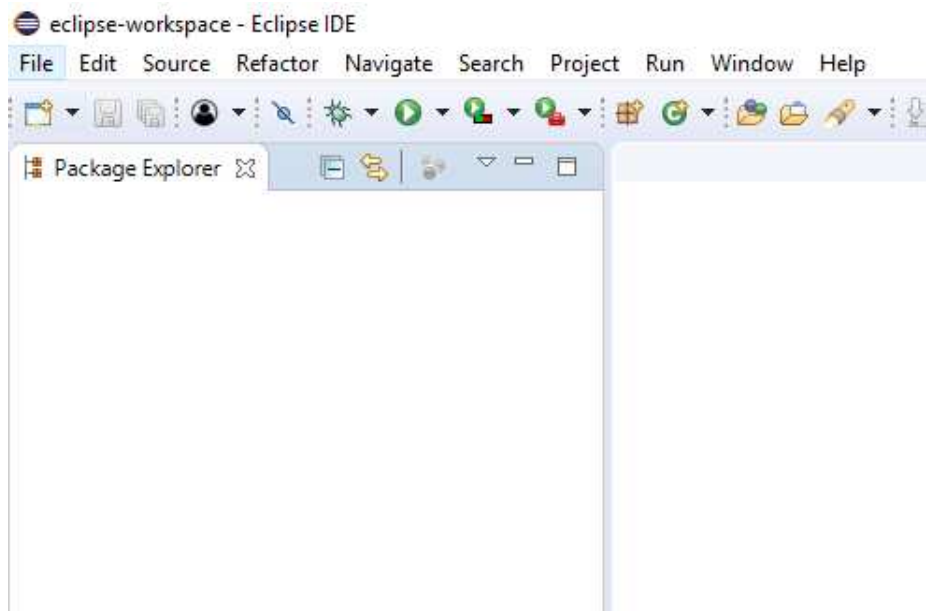 eclipse-workspace - Eclipse IDE
File Edit Source Refactor Navigate Search Project Run Window Help
Package Explorer